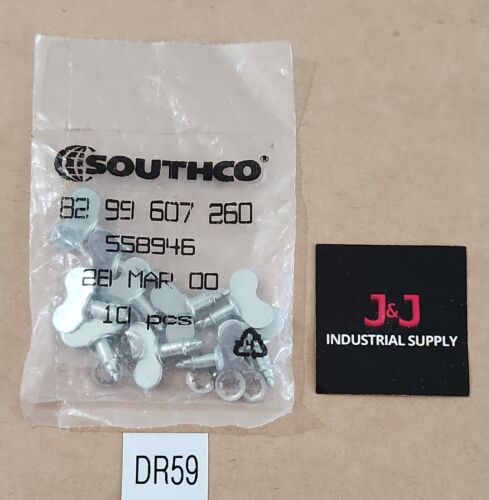 SOUTHCO®
82 99 607 260
558946
28 MAR 00
10 pcs
J&J
INDUSTRIAL SUPPLY
DR59